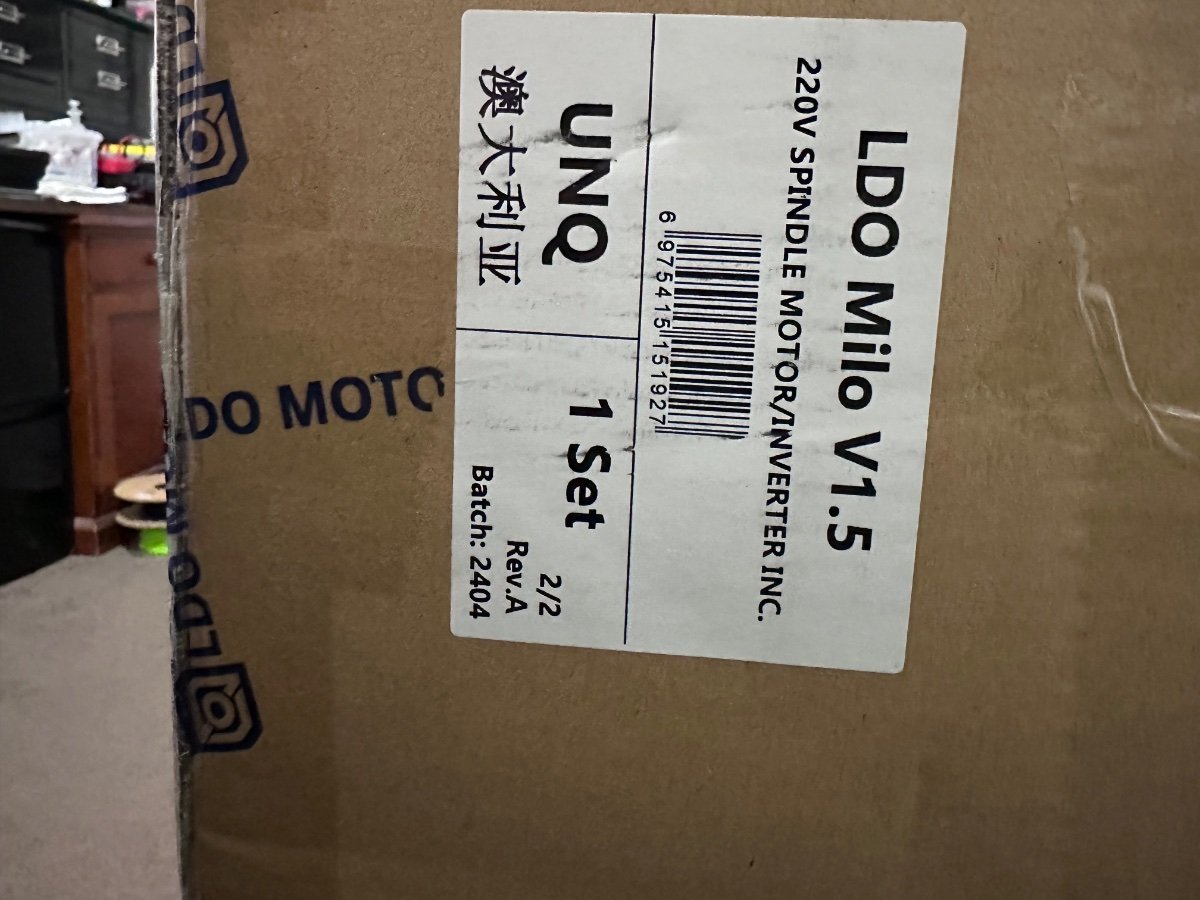 LDO Milo V1.5
220V SPINDLE MOTOR/INVERTER INC.
6 975415 151927
UNQ
澳大利亚
1 Set
2/2
Rev.A
Batch: 2404
DO MOTO
LDO